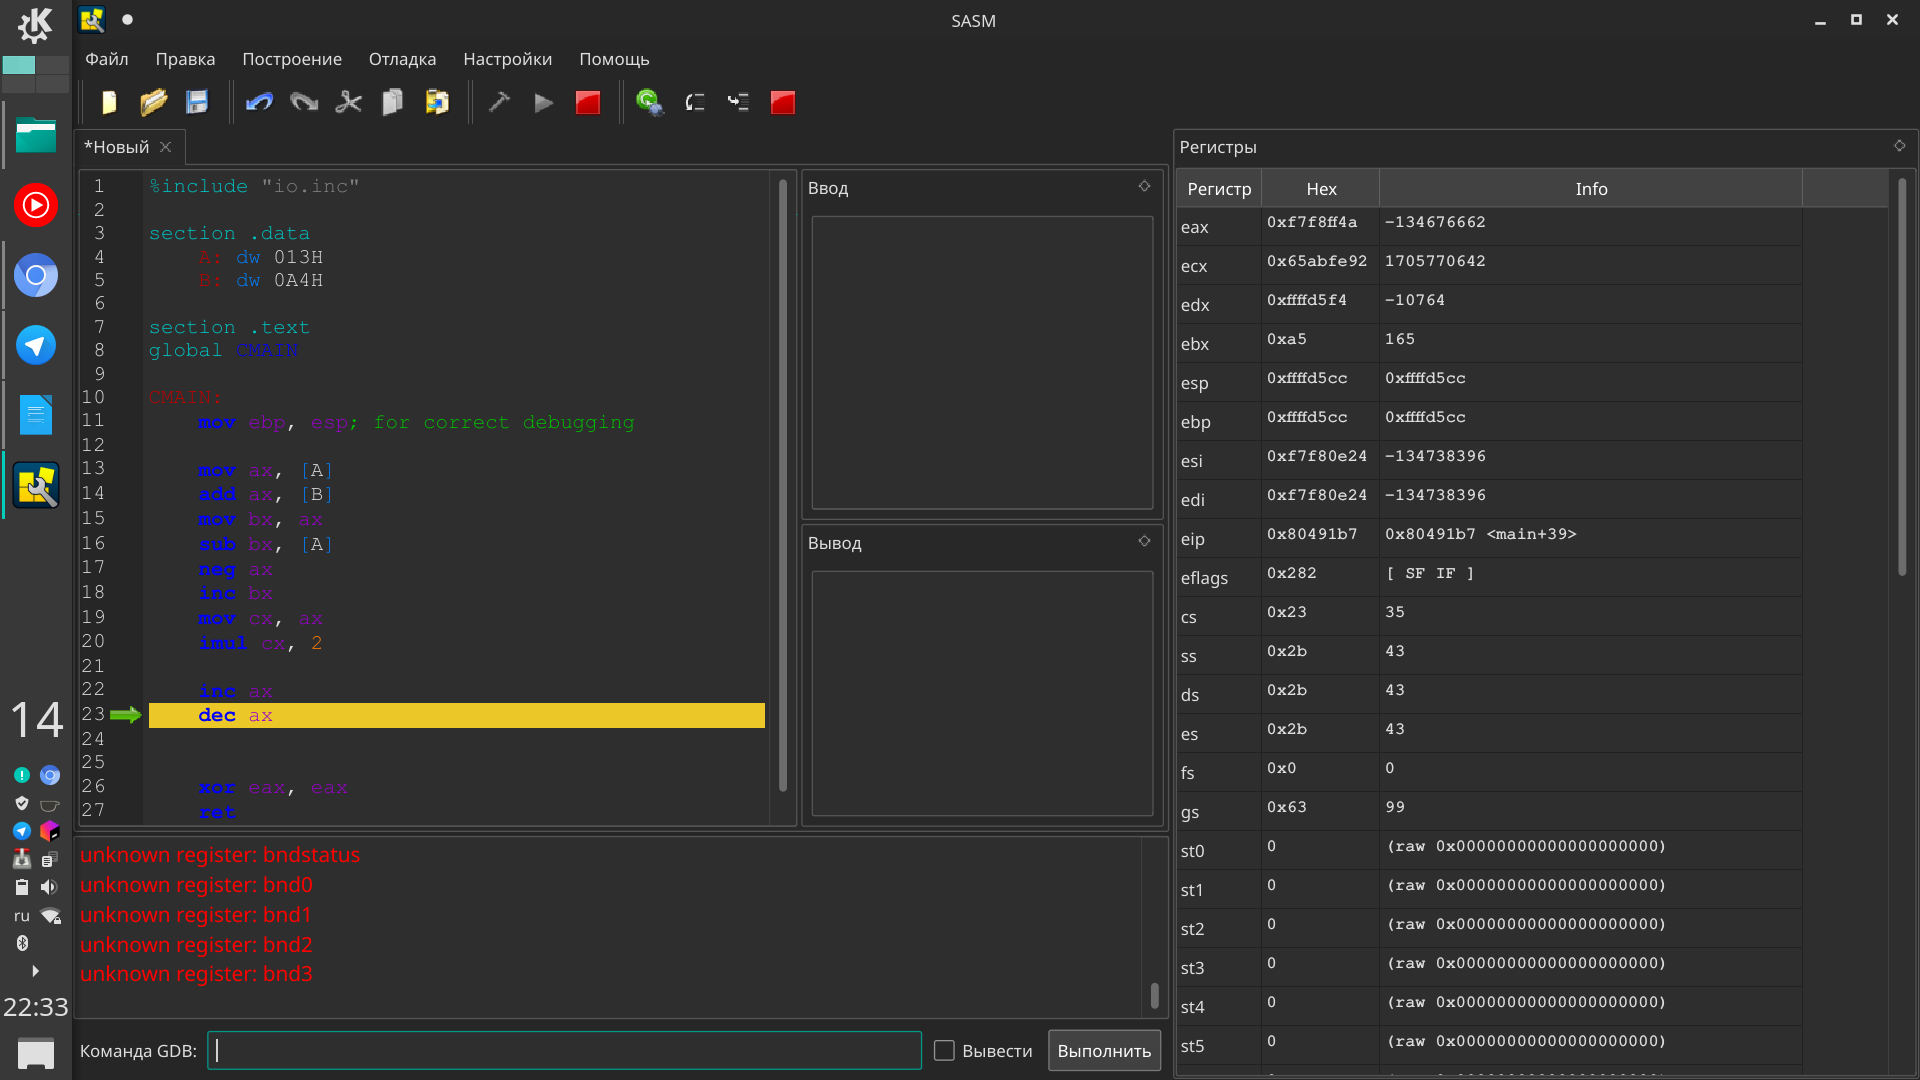 SASM
Файл Правка Построение Отладка Настройки Помощь
*Новый
1 %include "io.inc"
2
3 section .data
4 A: dw 013H
5 B: dw 0A4H
6
7 section .text
8 global CMAIN
9
10 CMAIN:
11 mov ebp, esp; for correct debugging
12
13 mov ax, [A]
14 add ax, [B]
15 mov bx, ax
16 sub bx, [A]
17 neg ax
18 inc bx
19 mov cx, ax
20 imul cx, 2
21
22 inc ax
23 dec ax
24
25
26 xor eax, eax
27 ret
Ввод
Вывод
unknown register: bndstatus
unknown register: bnd0
unknown register: bnd1
unknown register: bnd2
unknown register: bnd3
Команда GDB: Вывести Выполнить
Регистры
Регистр Hex Info
eax 0xf7f8ff4a -134676662
ecx 0x65abfe92 1705770642
edx 0xffffd5f4 -10764
ebx 0xa5 165
esp 0xffffd5cc 0xffffd5cc
ebp 0xffffd5cc 0xffffd5cc
esi 0xf7f80e24 -134738396
edi 0xf7f80e24 -134738396
eip 0x80491b7 0x80491b7 <main+39>
eflags 0x282 [ SF IF ]
cs 0x23 35
ss 0x2b 43
ds 0x2b 43
es 0x2b 43
fs 0x0 0
gs 0x63 99
st0 0 (raw 0x00000000000000000000)
st1 0 (raw 0x00000000000000000000)
st2 0 (raw 0x00000000000000000000)
st3 0 (raw 0x00000000000000000000)
st4 0 (raw 0x00000000000000000000)
st5 0 (raw 0x00000000000000000000)
14
ru
22:33